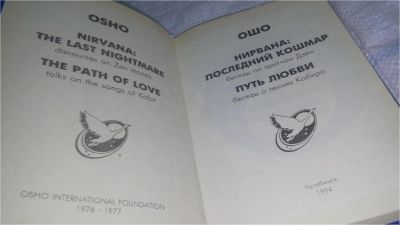 OSHO
NIRVANA:
THE LAST NIGHTMARE
discourses on Zen stories
THE PATH OF LOVE
talks on the songs of Kabir
OSHO INTERNATIONAL FOUNDATION
1976 - 1977
ОШО
НИРВАНА:
ПОСЛЕДНИЙ КОШМАР
беседы по притчам Дзен
ПУТЬ ЛЮБВИ
беседы о песнях Кабира
Челябинск
1994